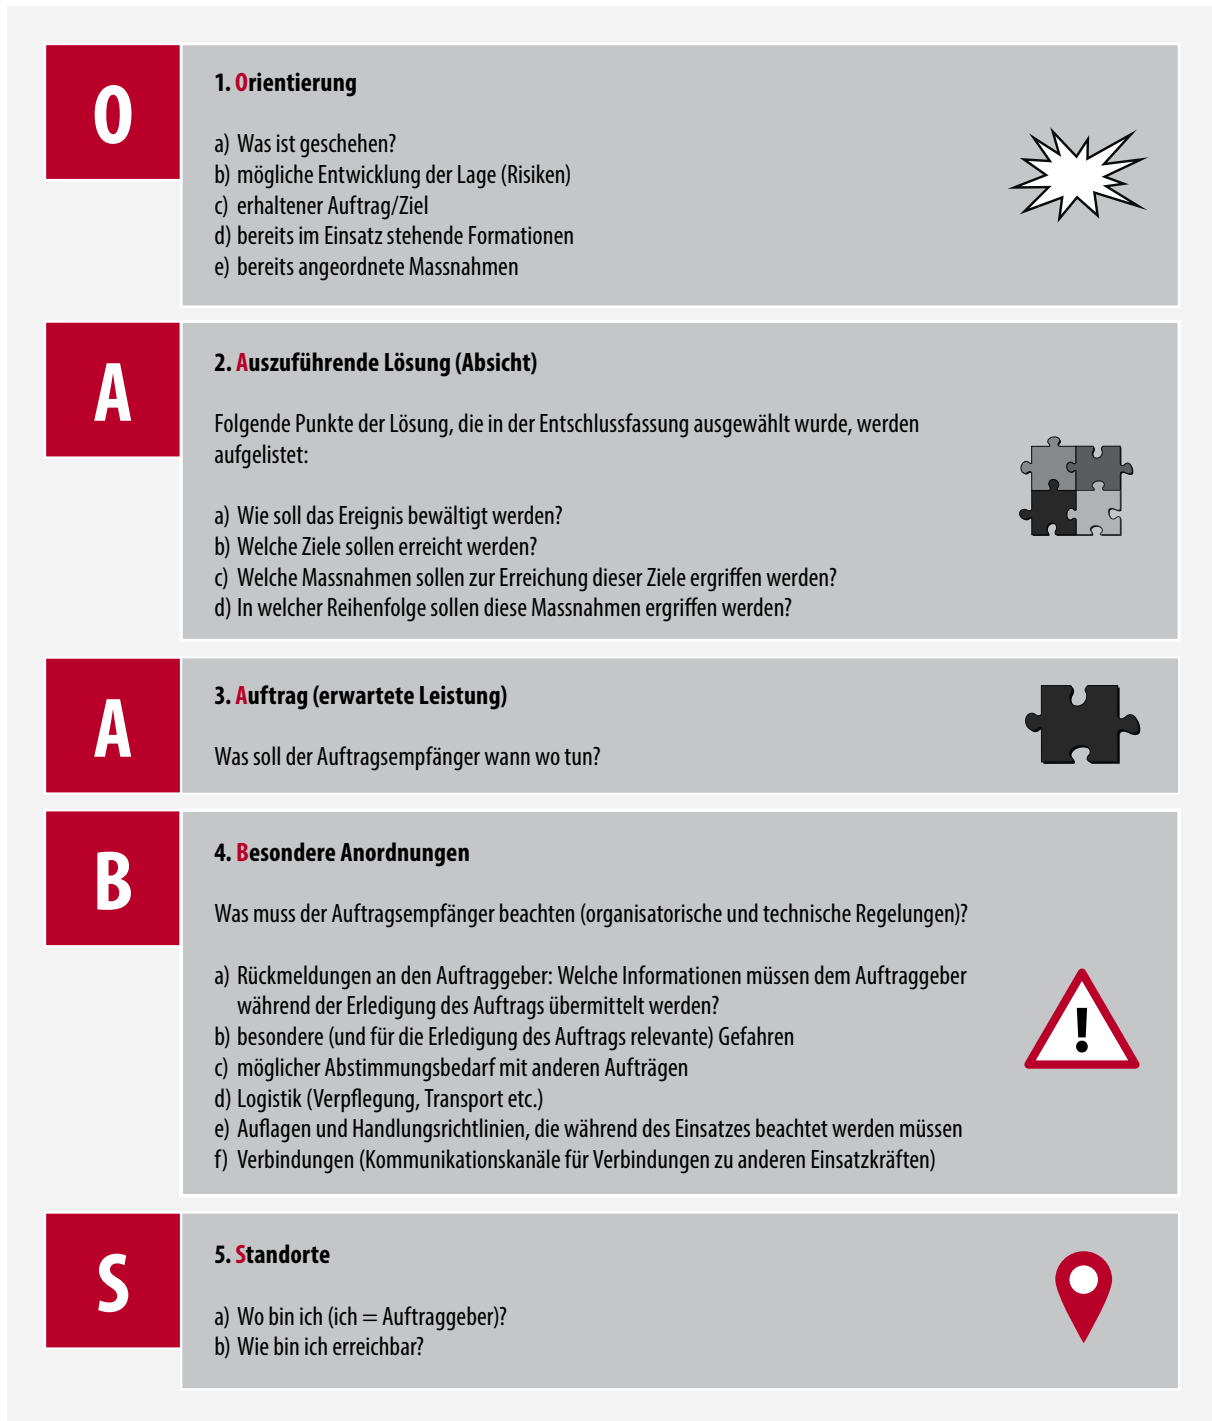 O
1. Orientierung
a) Was ist geschehen?
b) mögliche Entwicklung der Lage (Risiken)
c) erhaltener Auftrag/Ziel
d) bereits im Einsatz stehende Formationen
e) bereits angeordnete Massnahmen
A
2. Auszuführende Lösung (Absicht)
Folgende Punkte der Lösung, die in der Entschlussfassung ausgewählt wurde, werden
aufgelistet:
a) Wie soll das Ereignis bewältigt werden?
b) Welche Ziele sollen erreicht werden?
c) Welche Massnahmen sollen zur Erreichung dieser Ziele ergriffen werden?
d) In welcher Reihenfolge sollen diese Massnahmen ergriffen werden?
A
3. Auftrag (erwartete Leistung)
Was soll der Auftragsempfänger wann wo tun?
B
4. Besondere Anordnungen
Was muss der Auftragsempfänger beachten (organisatorische und technische Regelungen)?
a) Rückmeldungen an den Auftraggeber: Welche Informationen müssen dem Auftraggeber
während der Erledigung des Auftrags übermittelt werden?
b) besondere (und für die Erledigung des Auftrags relevante) Gefahren
c) möglicher Abstimmungsbedarf mit anderen Aufträgen
d) Logistik (Verpflegung, Transport etc.)
e) Auflagen und Handlungsrichtlinien, die während des Einsatzes beachtet werden müssen
f) Verbindungen (Kommunikationskanäle für Verbindungen zu anderen Einsatzkräften)
!
S
5. Standorte
a) Wo bin ich (ich = Auftraggeber)?
b) Wie bin ich erreichbar?